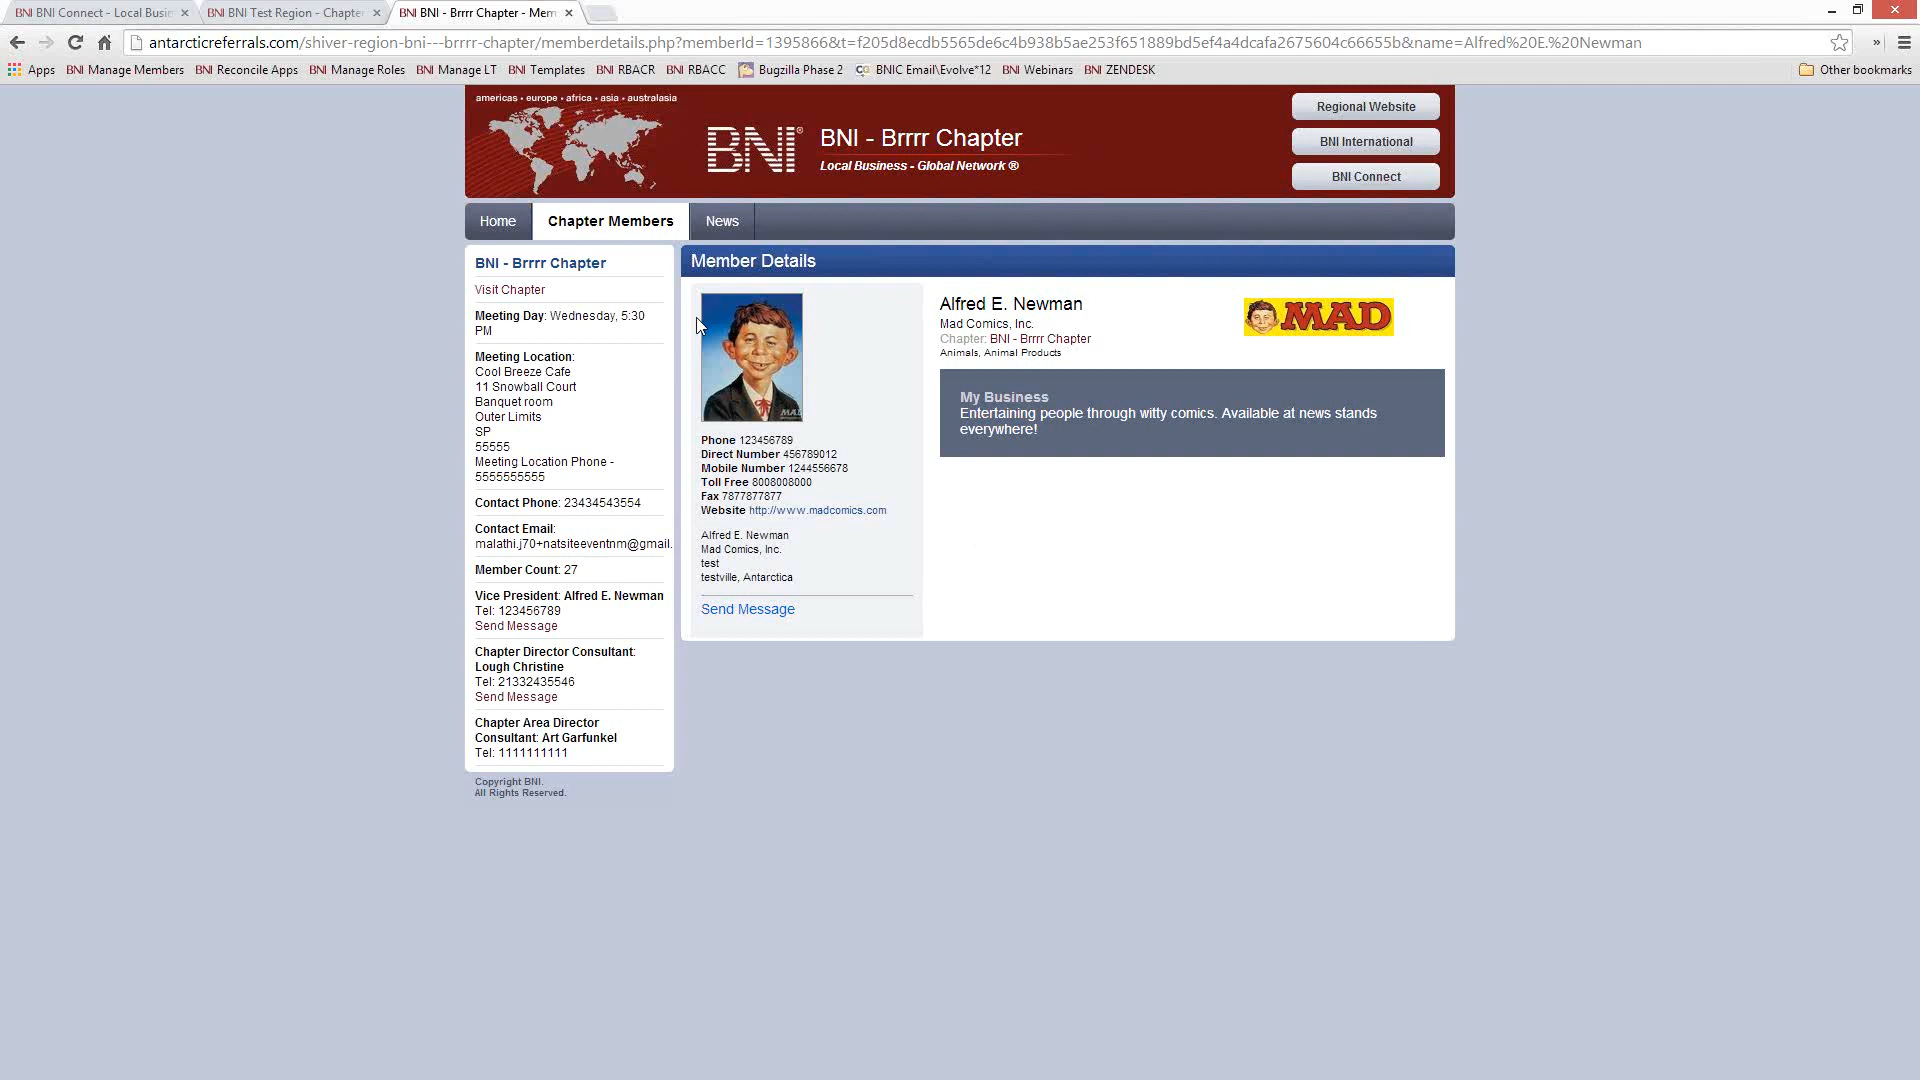 BNI BNI Connect - Local Busin
BNI BNI Test Region - Chapter
BNI BNI - Brrrr Chapter - Mem
antarcticreferrals.com/shiver-region-bni---brrrr-chapter/memberdetails.php?memberId=1395866&t=f205d8ecdb5565de6c4b938b5ae253f651889bd5ef4a4dcafa2675604c66655b&name=Alfred%20E.%20Newman
Apps BNI Manage Members BNI Reconcile Apps BNI Manage Roles BNI Manage LT BNI Templates BNI RBACR BNI RBACC Bugzilla Phase 2 BNIC Email\Evolve*12 BNI Webinars BNI ZENDESK Other bookmarks
americas • europe • africa • asia • australasia
BNI®
BNI - Brrrr Chapter
Local Business - Global Network ®
Regional Website
BNI International
BNI Connect
Home Chapter Members News
BNI - Brrrr Chapter
Visit Chapter
Meeting Day: Wednesday, 5:30
PM
Meeting Location:
Cool Breeze Cafe
11 Snowball Court
Banquet room
Outer Limits
SP
55555
Meeting Location Phone -
5555555555
Contact Phone: 23434543554
Contact Email:
malathi.j70+natsiteeventnm@gmail.
Member Count: 27
Vice President: Alfred E. Newman
Tel: 123456789
Send Message
Chapter Director Consultant:
Lough Christine
Tel: 21332435546
Send Message
Chapter Area Director
Consultant: Art Garfunkel
Tel: 1111111111
Copyright BNI.
All Rights Reserved.
Member Details
MAD
Phone 123456789
Direct Number 456789012
Mobile Number 1244556678
Toll Free 8008008000
Fax 7877877877
Website http://www.madcomics.com
Alfred E. Newman
Mad Comics, Inc.
test
testville, Antarctica
Send Message
Alfred E. Newman
Mad Comics, Inc.
Chapter: BNI - Brrrr Chapter
Animals, Animal Products
MAD
My Business
Entertaining people through witty comics. Available at news stands
everywhere!